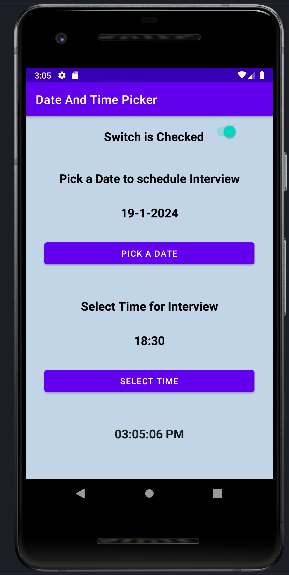 3:05
Date And Time Picker
Switch is Checked
Pick a Date to schedule Interview
19-1-2024
PICK A DATE
Select Time for Interview
18:30
SELECT TIME
03:05:06 PM